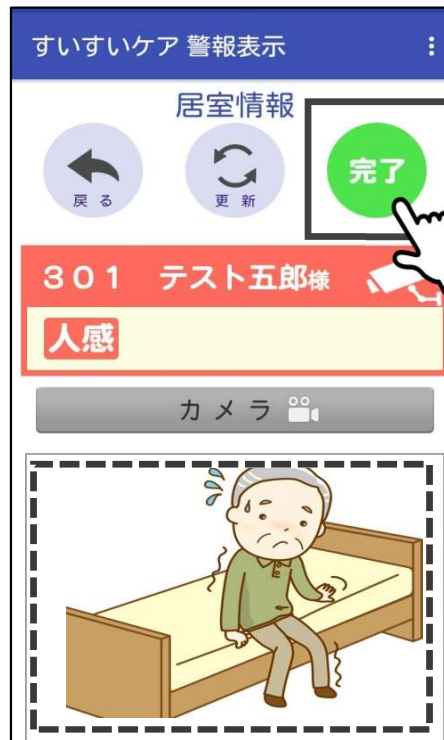 すいすいケア 警報表示
居室情報
戻る
更新
完了
301 テスト五郎様
人感
カメラ